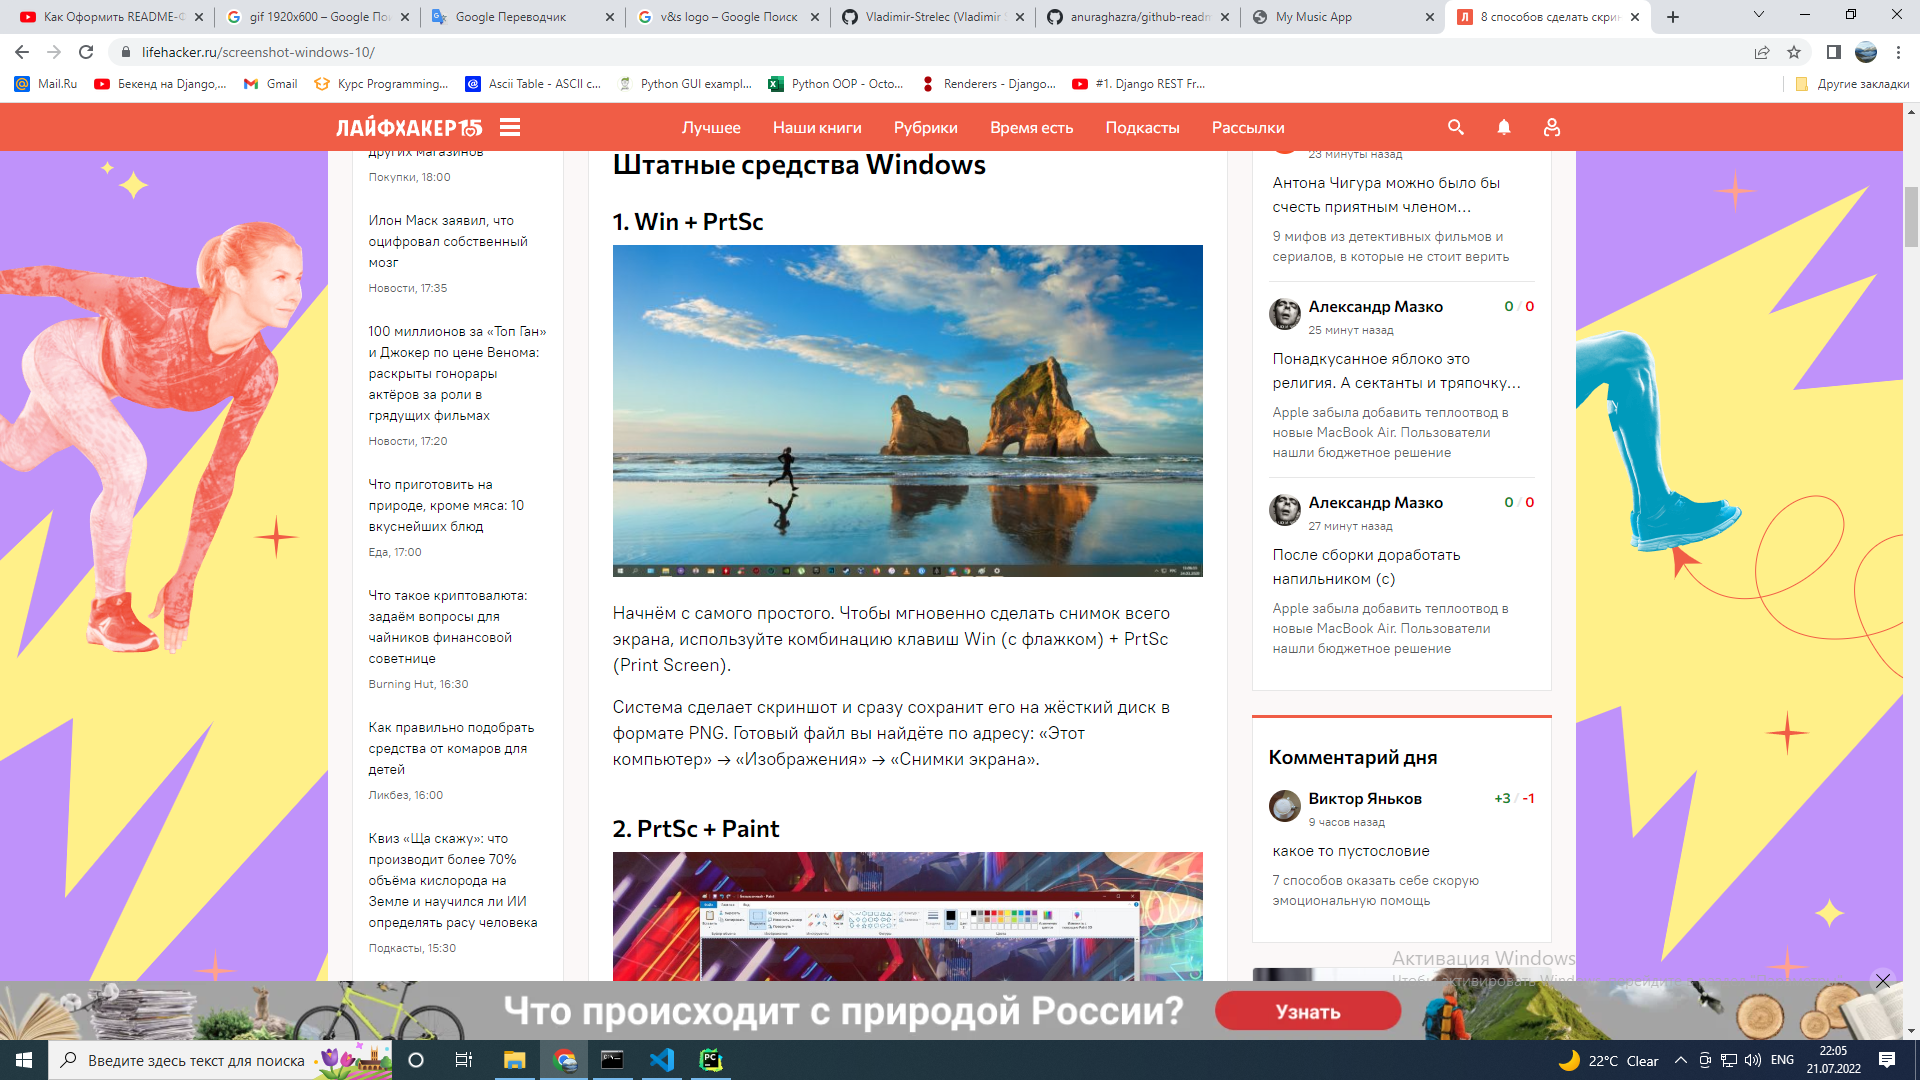 Как Оформить README-Ф
gif 1920x600 – Google По
Google Переводчик
v&s logo – Google Поиск
Vladimir-Strelec (Vladimir S
anuraghazra/github-readm
My Music App
8 способов сделать скрин
lifehacker.ru/screenshot-windows-10/
Mail.Ru
Бекенд на Django,...
Gmail
Курс Programming...
Ascii Table - ASCII c...
Python GUI exampl...
Python OOP - Octo...
Renderers - Django...
#1. Django REST Fr...
Другие закладки
ЛАЙФХАКЕР15
Лучшее
Наши книги
Рубрики
Время есть
Подкасты
Рассылки
других магазинов
Покупки, 18:00
Илон Маск заявил, что
оцифровал собственный
мозг
Новости, 17:35
100 миллионов за «Топ Ган»
и Джокер по цене Венома:
раскрыты гонорары
актёров за роли в
грядущих фильмах
Новости, 17:20
Что приготовить на
природе, кроме мяса: 10
вкуснейших блюд
Еда, 17:00
Что такое криптовалюта:
задаём вопросы для
чайников финансовой
советнице
Burning Hut, 16:30
Как правильно подобрать
средства от комаров для
детей
Ликбез, 16:00
Квиз «Ща скажу»: что
производит более 70%
объёма кислорода на
Земле и научился ли ИИ
определять расу человека
Подкасты, 15:30
Штатные средства Windows
1. Win + PrtSc
Начнём с самого простого. Чтобы мгновенно сделать снимок всего
экрана, используйте комбинацию клавиш Win (с флажком) + PrtSc
(Print Screen).
Система сделает скриншот и сразу сохранит его на жёсткий диск в
формате PNG. Готовый файл вы найдёте по адресу: «Этот
компьютер» → «Изображения» → «Снимки экрана».
2. PrtSc + Paint
23 минуты назад
Антона Чигура можно было бы
счесть приятным членом...
9 мифов из детективных фильмов и
сериалов, в которые не стоит верить
Александр Мазко
0 / 0
25 минут назад
Понадкусанное яблоко это
религия. А сектанты и тряпочку...
Apple забыла добавить теплоотвод в
новые MacBook Air. Пользователи
нашли бюджетное решение
Александр Мазко
0 / 0
27 минут назад
После сборки доработать
напильником (с)
Apple забыла добавить теплоотвод в
новые MacBook Air. Пользователи
нашли бюджетное решение
Комментарий дня
Виктор Яньков
+3 / -1
9 часов назад
какое то пустословие
7 способов оказать себе скорую
эмоциональную помощь
Активация Windows
Что происходит с природой России?
Узнать
Введите здесь текст для поиска
22°C Clear
ENG
22:05
21.07.2022